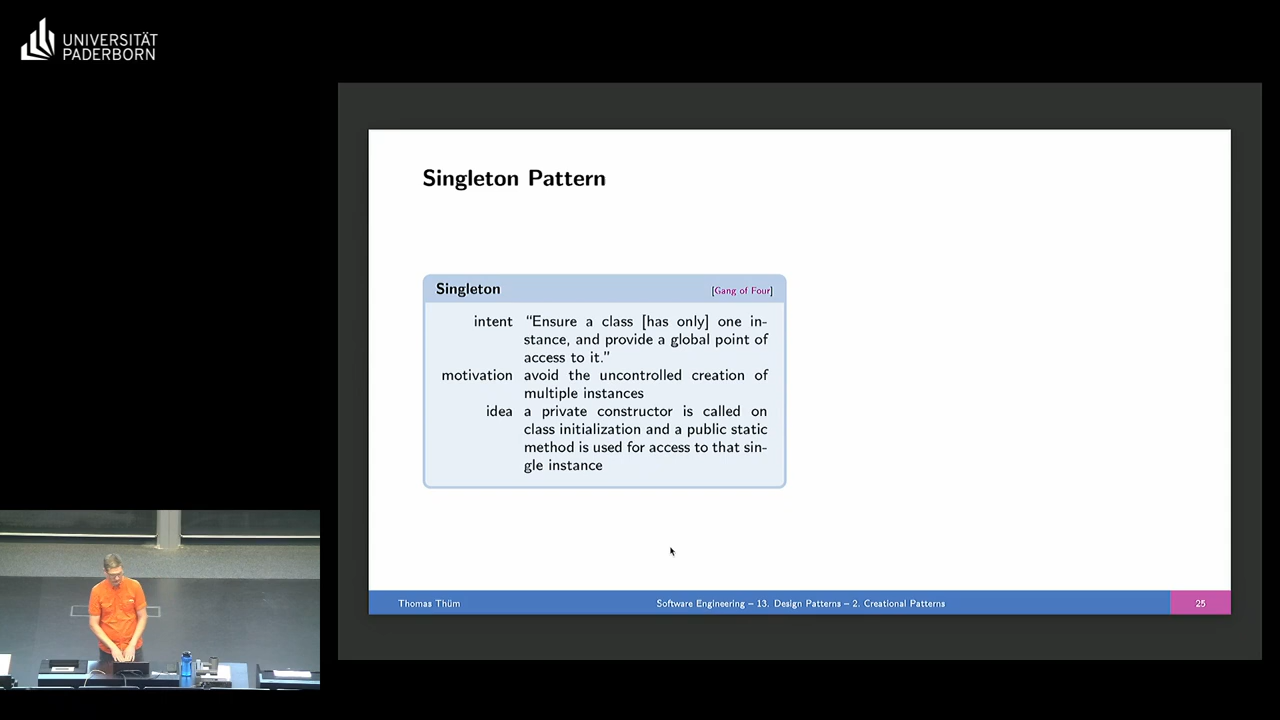 UNIVERSITÄT
PADERBORN
Singleton Pattern
Singleton [Gang of Four]
intent “Ensure a class [has only] one in-
stance, and provide a global point of
access to it.”
motivation avoid the uncontrolled creation of
multiple instances
idea a private constructor is called on
class initialization and a public static
method is used for access to that sin-
gle instance
Thomas Thüm Software Engineering – 13. Design Patterns – 2. Creational Patterns 25